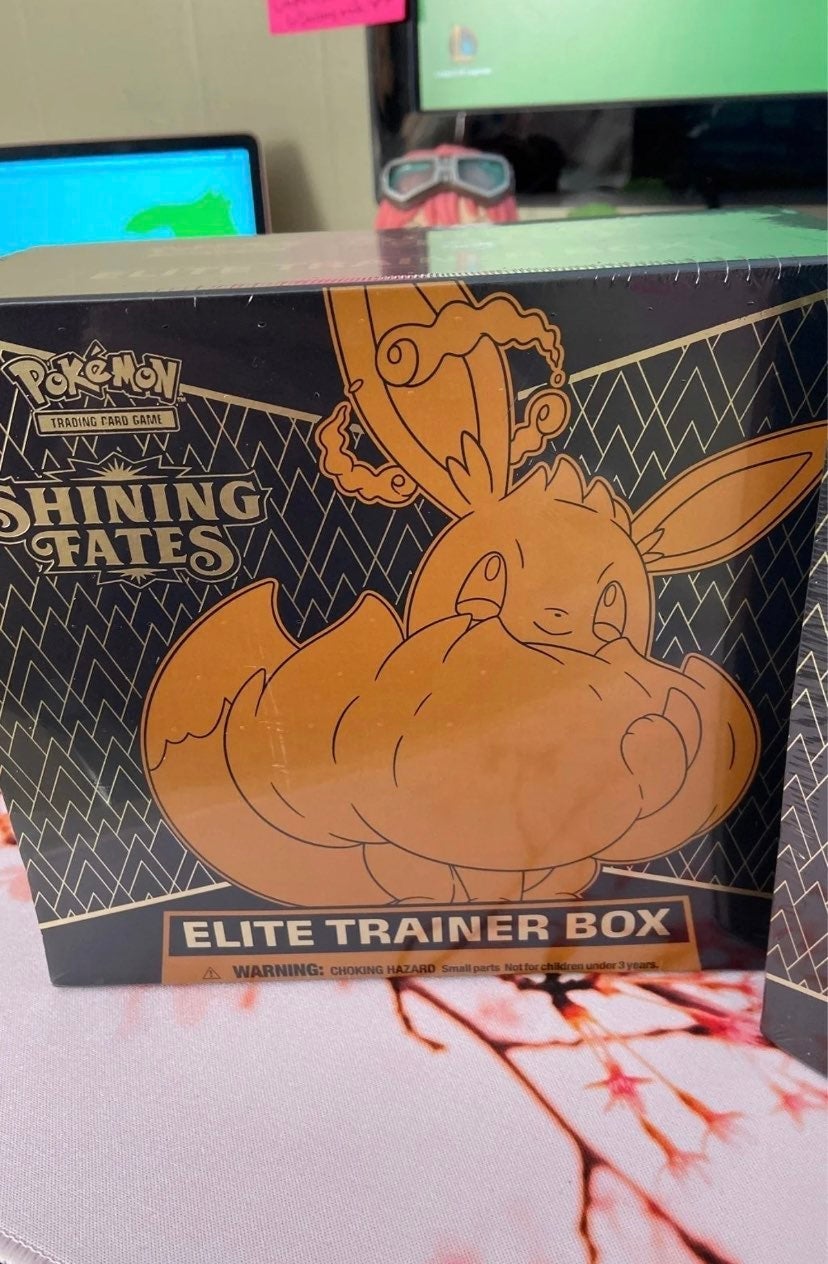 POKéMON
TRADING CARD GAME
SHINING
FATES
ELITE TRAINER BOX
⚠ WARNING: CHOKING HAZARD Small parts Not for children under 3 years.